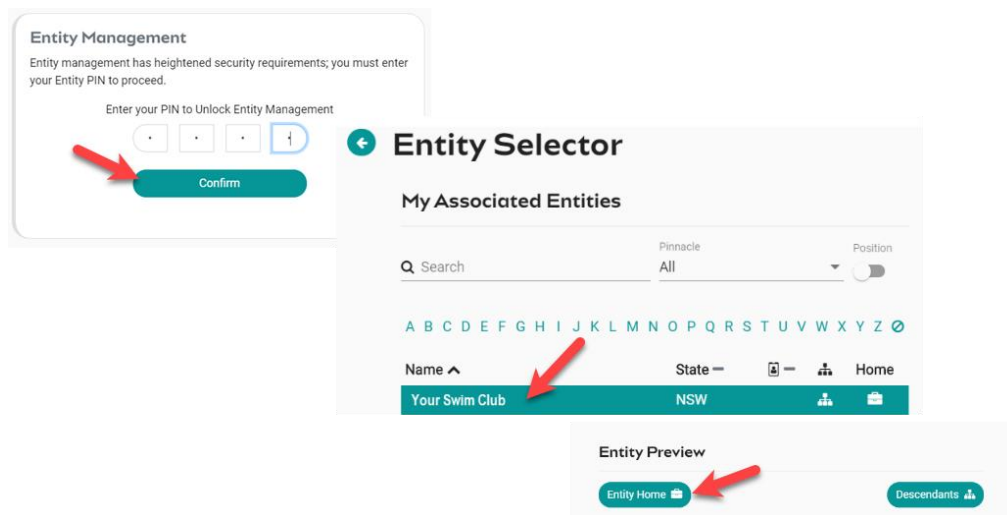 Entity Management
Entity management has heightened security requirements; you must enter
your Entity PIN to proceed.
Enter your PIN to Unlock Entity Management
Confirm
Entity Selector
My Associated Entities
Search
Pinnacle
All
Position
A B C D E F G H I J K L M N O P Q R S T U V W X Y Z
Name State Home
Your Swim Club NSW
Entity Preview
Entity Home Descendants